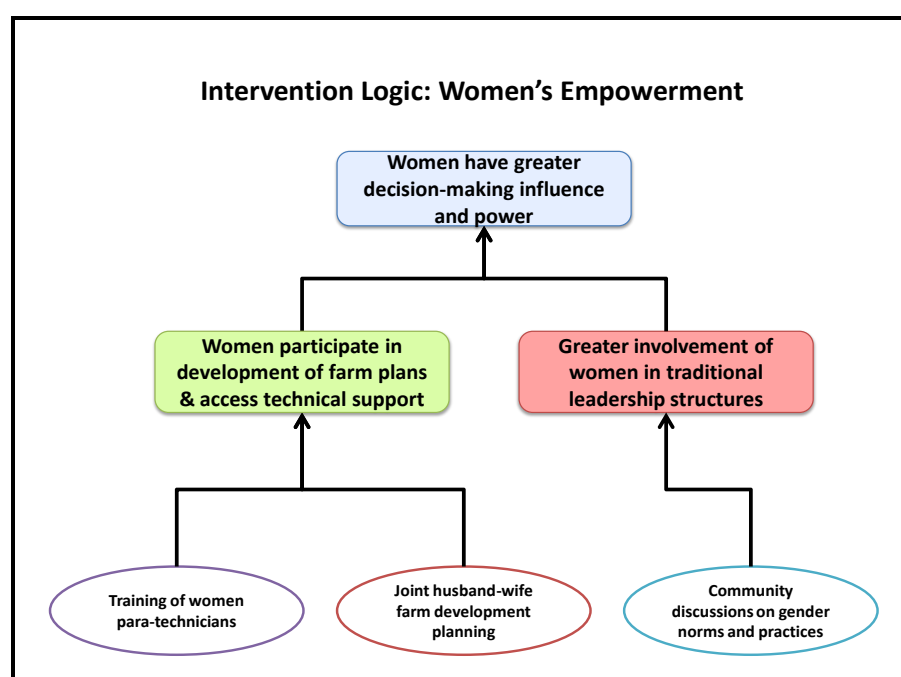 Intervention Logic: Women’s Empowerment
Women have greater
decision-making influence
and power
Women participate in
development of farm plans
& access technical support
Greater involvement of
women in traditional
leadership structures
Training of women
para-technicians
Joint husband-wife
farm development
planning
Community
discussions on gender
norms and practices